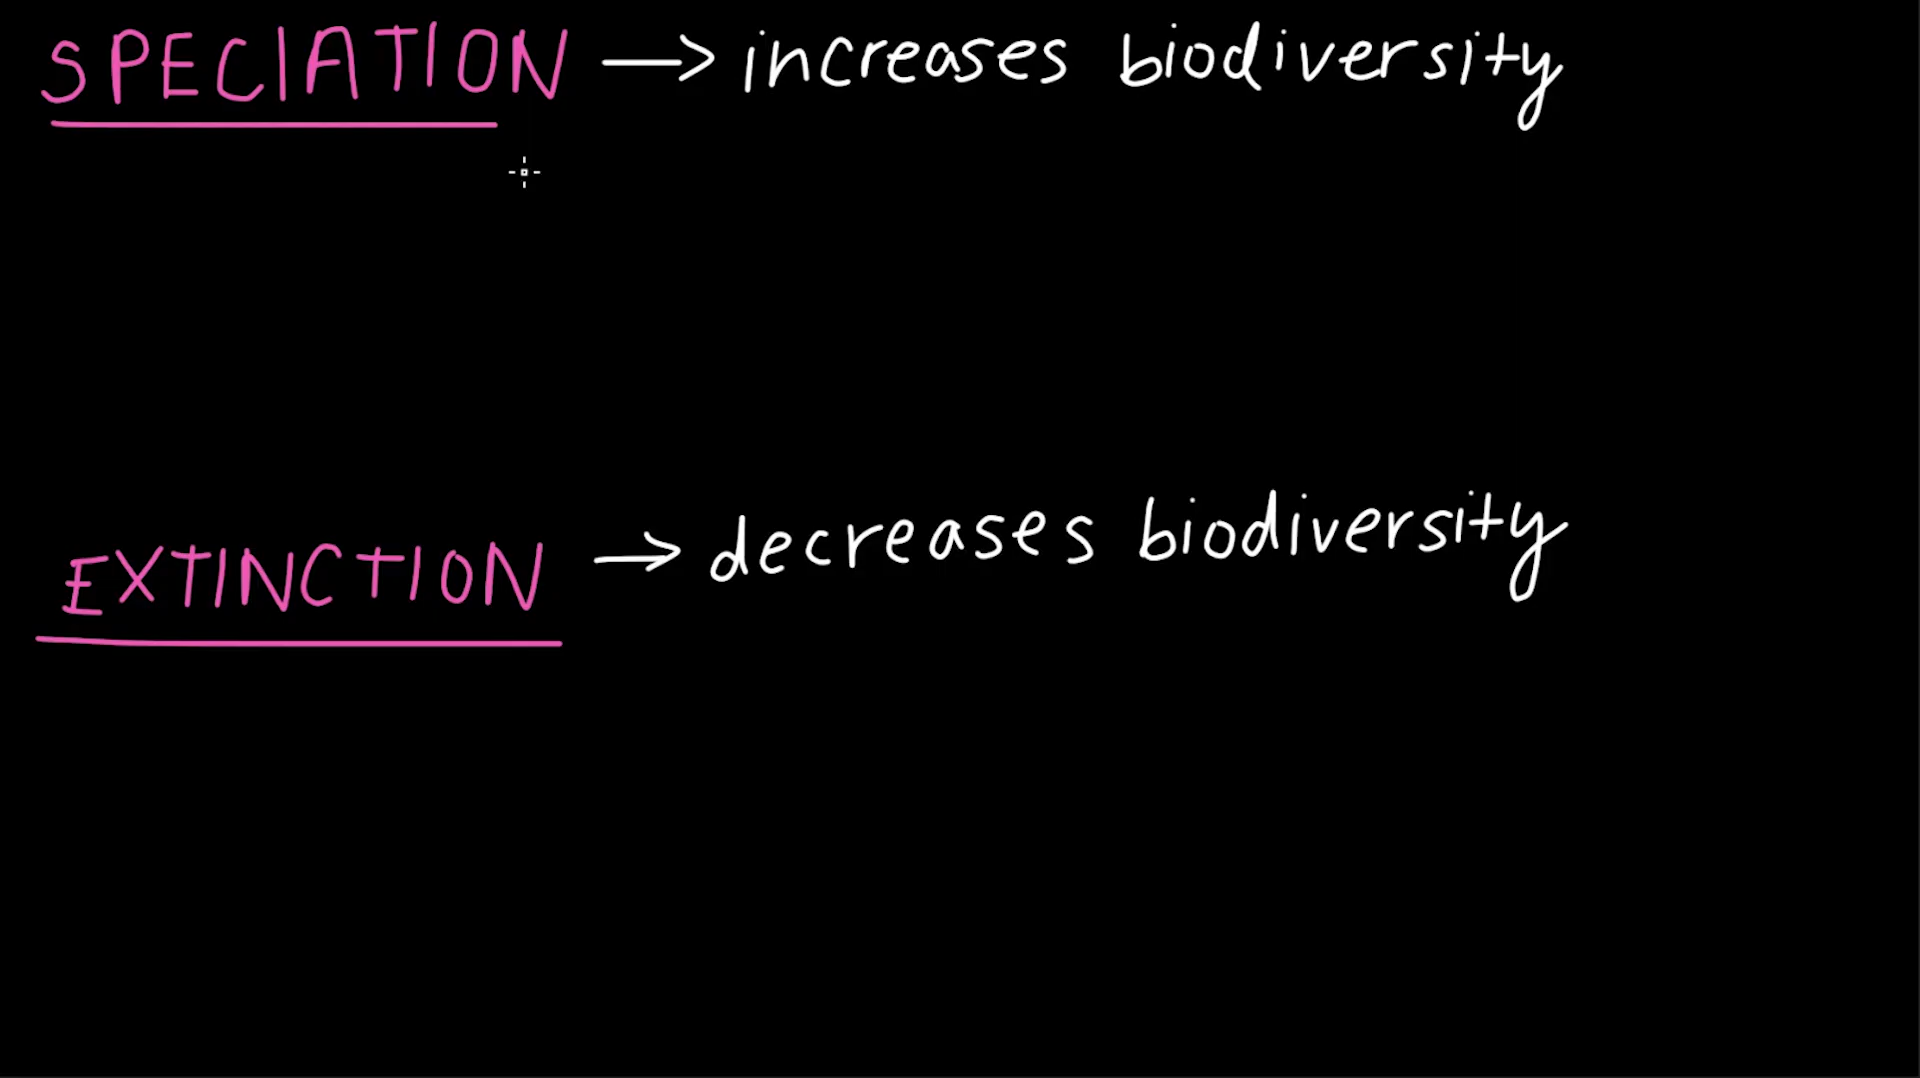 SPECIATION → increases biodiversity
EXTINCTION → decreases biodiversity